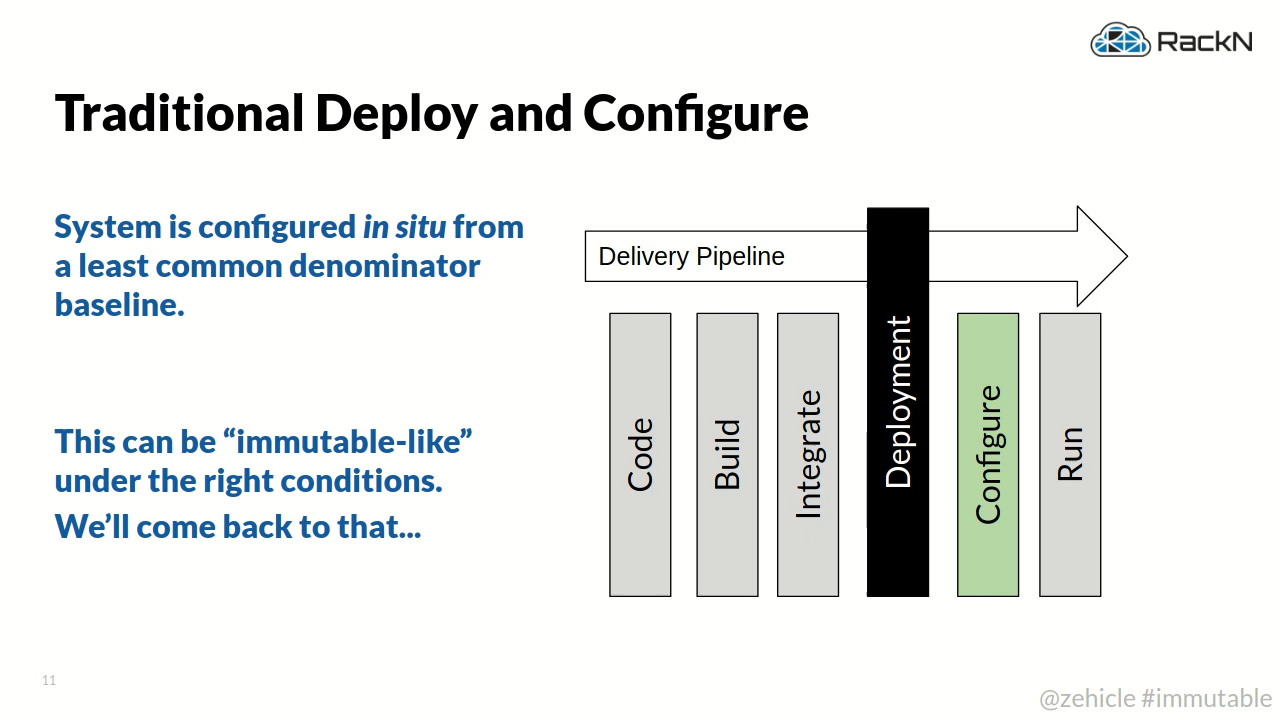 RackN
Traditional Deploy and Configure
System is configured in situ from
a least common denominator
baseline.
This can be “immutable-like”
under the right conditions.
We’ll come back to that...
Delivery Pipeline
Code
Build
Integrate
Deployment
Configure
Run
11
@zehicle #immutable